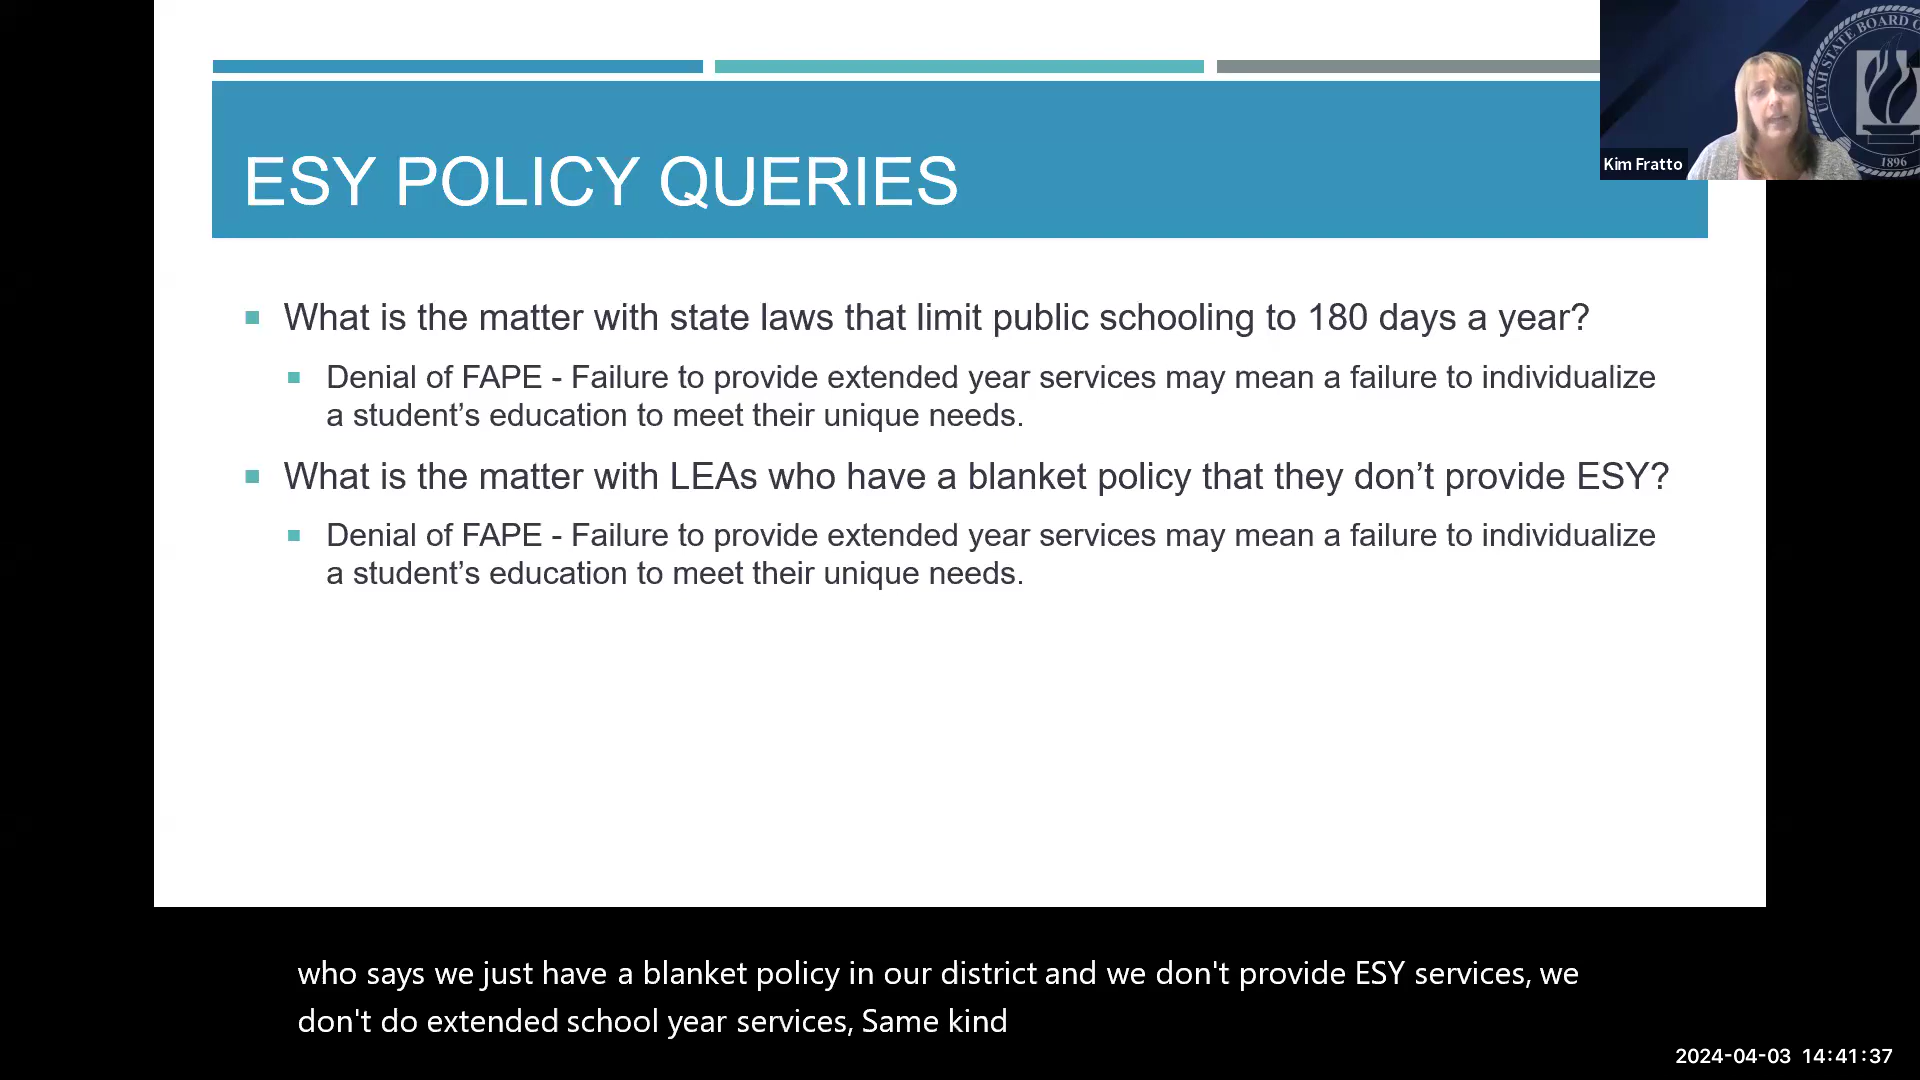 ESY POLICY QUERIES
What is the matter with state laws that limit public schooling to 180 days a year?
Denial of FAPE - Failure to provide extended year services may mean a failure to individualize
a student’s education to meet their unique needs.
What is the matter with LEAs who have a blanket policy that they don’t provide ESY?
Denial of FAPE - Failure to provide extended year services may mean a failure to individualize
a student’s education to meet their unique needs.
UTAH STATE BOARD O
1896
Kim Fratto
who says we just have a blanket policy in our district and we don't provide ESY services, we
don't do extended school year services, Same kind
2024-04-03 14:41:37